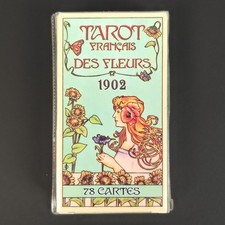 TAROT
FRANÇAIS
DES FLEURS
1902
78 CARTES